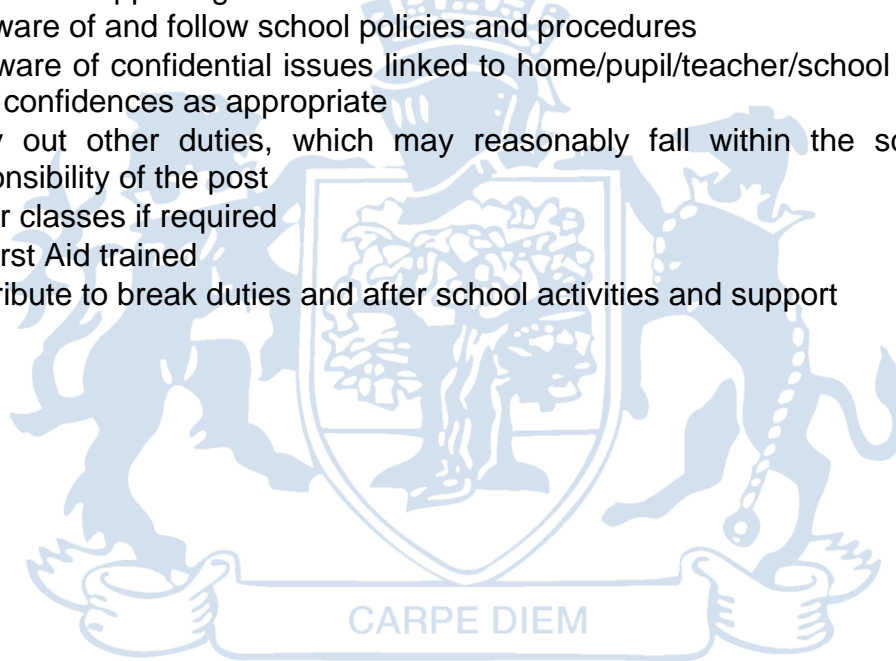 ware of and follow school policies and procedures
ware of confidential issues linked to home/pupil/teacher/school
confidences as appropriate
y out other duties, which may reasonably fall within the sc
onsibility of the post
r classes if required
irst Aid trained
ribute to break duties and after school activities and support
CARPE DIEM